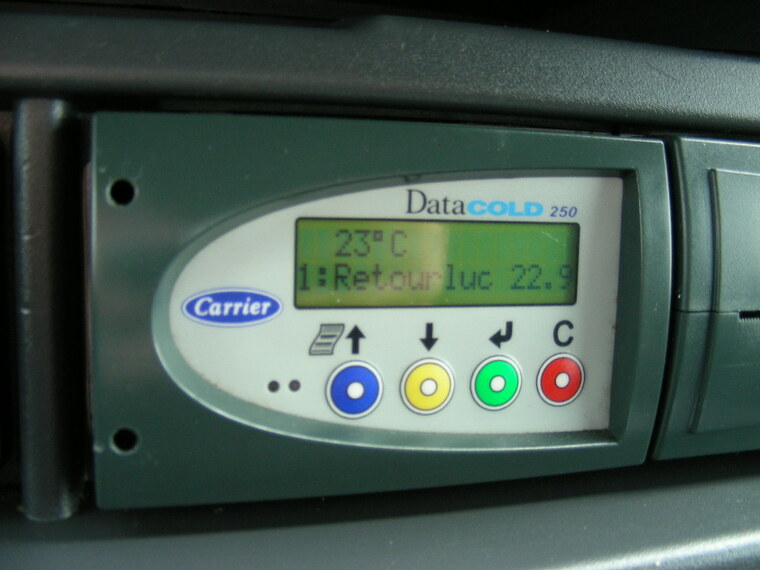 DataCOLD 250
23°C
1:Retourluc 22.9
Carrier
C